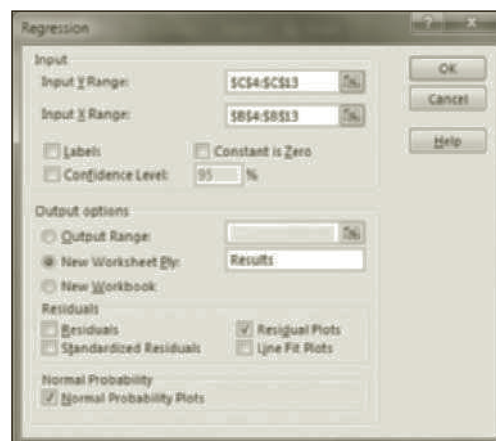 Regression
Input
Input Y Range: $C$4:$C$13
Input X Range: $B$4:$B$13
Labels Constant is Zero
Confidence Level: 95 %
OK
Cancel
Help
Output options
Output Range:
New Worksheet Ply: Results
New Workbook
Residuals
Residuals Residual Plots
Standardized Residuals Line Fit Plots
Normal Probability
Normal Probability Plots